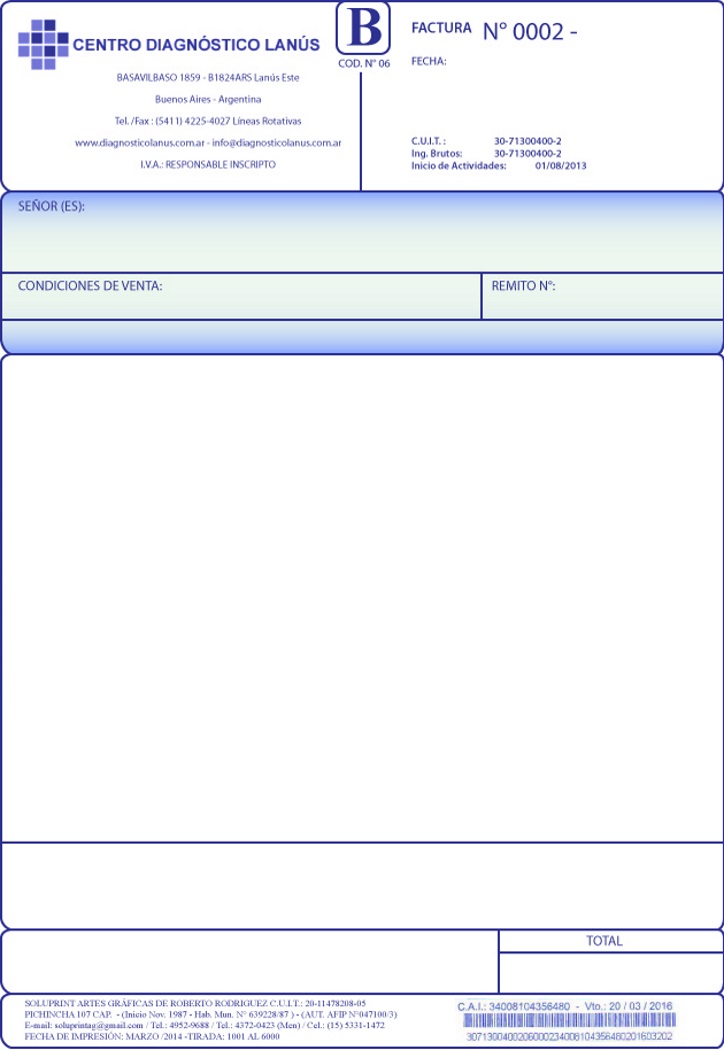 CENTRO DIAGNÓSTICO LANÚS
BASAVILBASO 1859 - B1824ARS Lanús Este
Buenos Aires - Argentina
Tel. /Fax : (5411) 4225-4027 Líneas Rotativas
www.diagnosticolanus.com.ar - info@diagnosticolanus.com.ar
I.V.A.: RESPONSABLE INSCRIPTO
B
COD. N° 06
FACTURA N° 0002 -
FECHA:
C.U.I.T. : 30-71300400-2
Ing. Brutos: 30-71300400-2
Inicio de Actividades: 01/08/2013
SEÑOR (ES):
CONDICIONES DE VENTA:
REMITO N°:
TOTAL
SOLUPRINT ARTES GRÁFICAS DE ROBERTO RODRIGUEZ C.U.I.T.: 20-11478208-05
PICHINCHA 107 CAP. - (Inicio Nov. 1987 - Hab. Mun. N° 639228/87 ) - (AUT. AFIP N°047100/3)
E-mail: soluprintag@gmail.com / Tel.: 4952-9688 / Tel.: 4372-0423 (Men) / Cel.: (15) 5331-1472
FECHA DE IMPRESIÓN: MARZO /2014 -TIRADA: 1001 AL 6000
C.A.I.: 34008104356480 - Vto.: 20 / 03 / 2016
3071300400206000234008104356480201603202